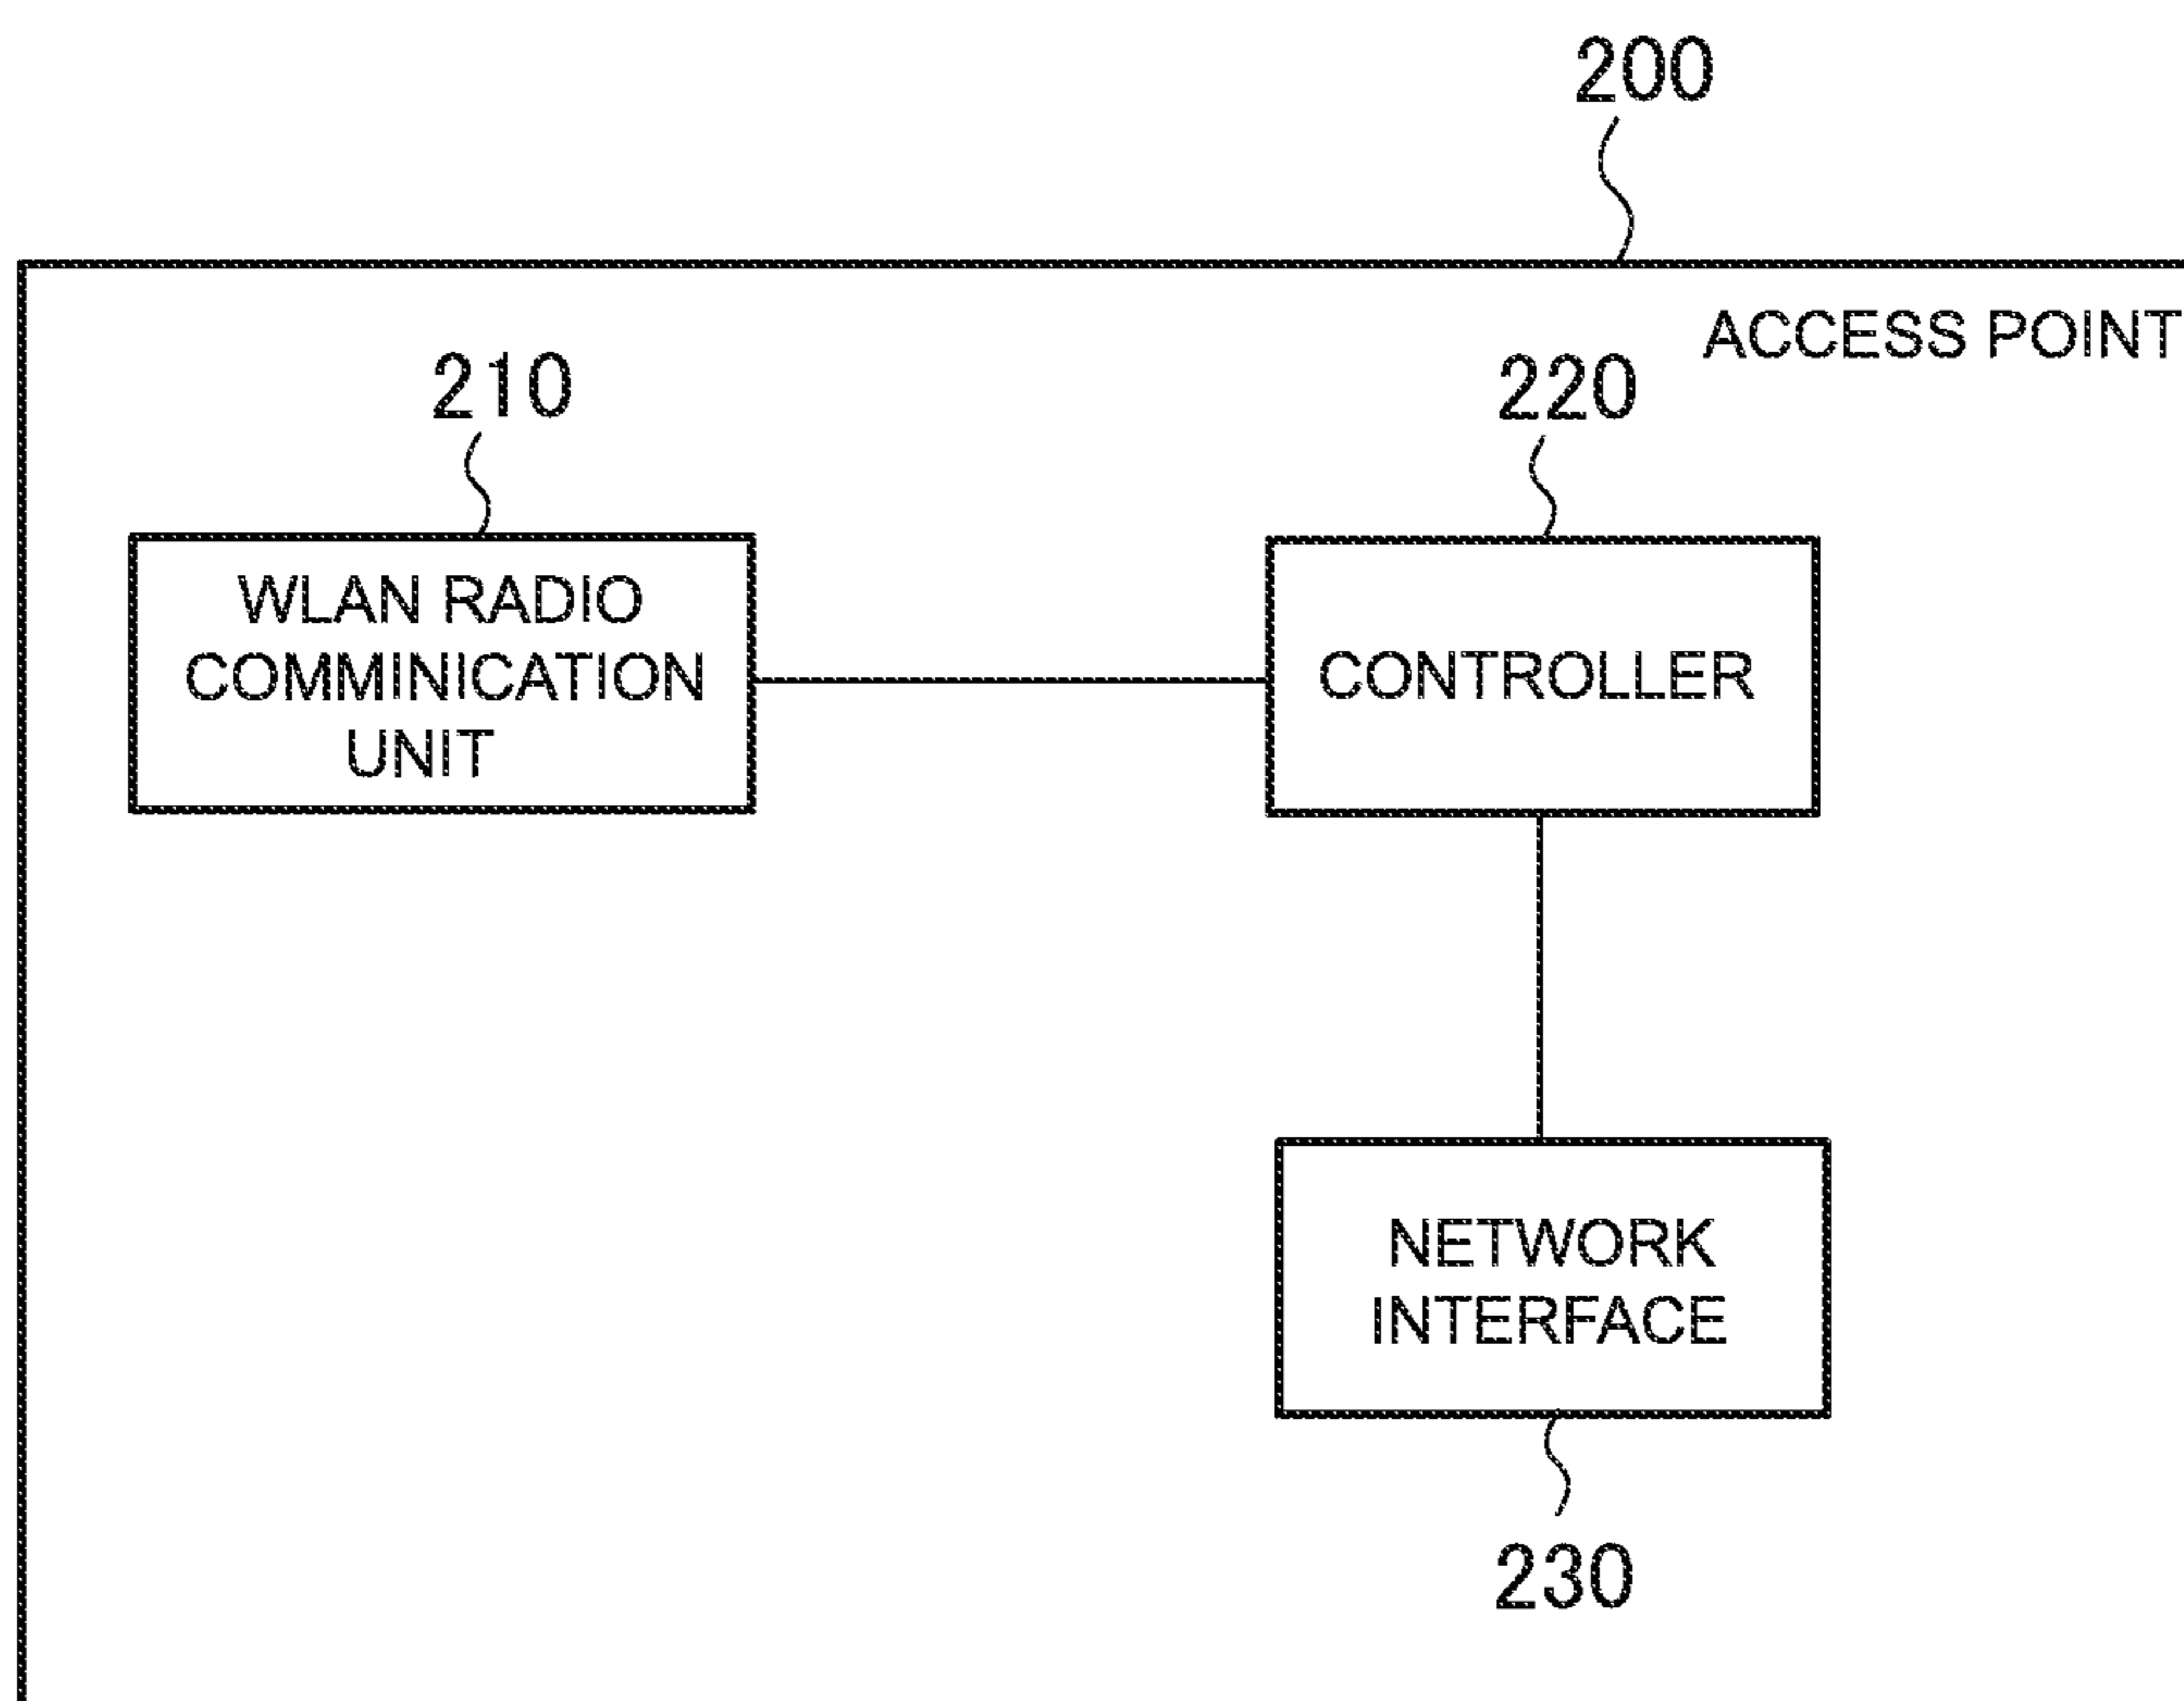 200
ACCESS POINT
210
220
WLAN RADIO
COMMINICATION
UNIT
CONTROLLER
NETWORK
INTERFACE
230